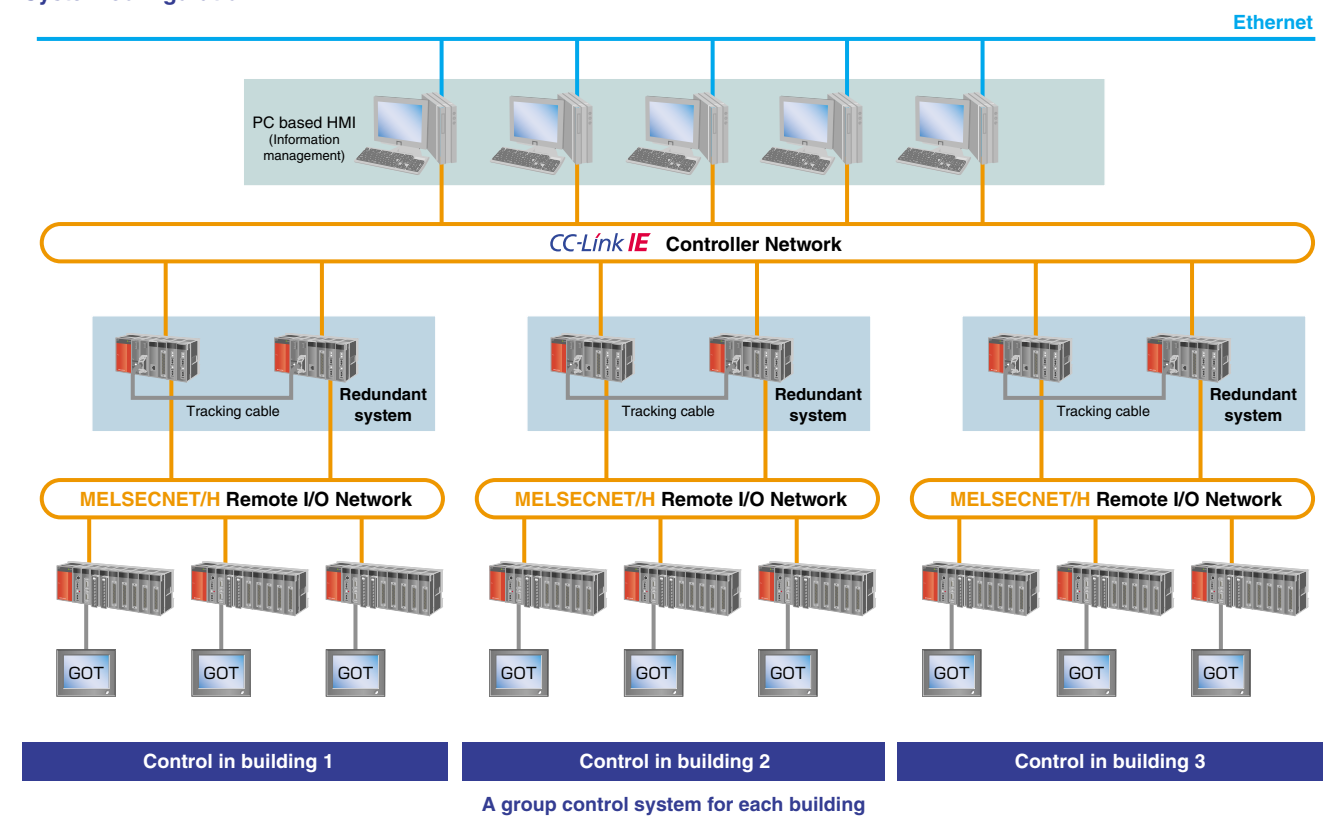 Ethernet
PC based HMI
(Information
management)
CC-Link IE Controller Network
Redundant
system
Tracking cable
Redundant
system
Tracking cable
Redundant
system
Tracking cable
MELSECNET/H Remote I/O Network
MELSECNET/H Remote I/O Network
MELSECNET/H Remote I/O Network
GOT
GOT
GOT
GOT
GOT
GOT
GOT
GOT
GOT
Control in building 1
Control in building 2
Control in building 3
A group control system for each building